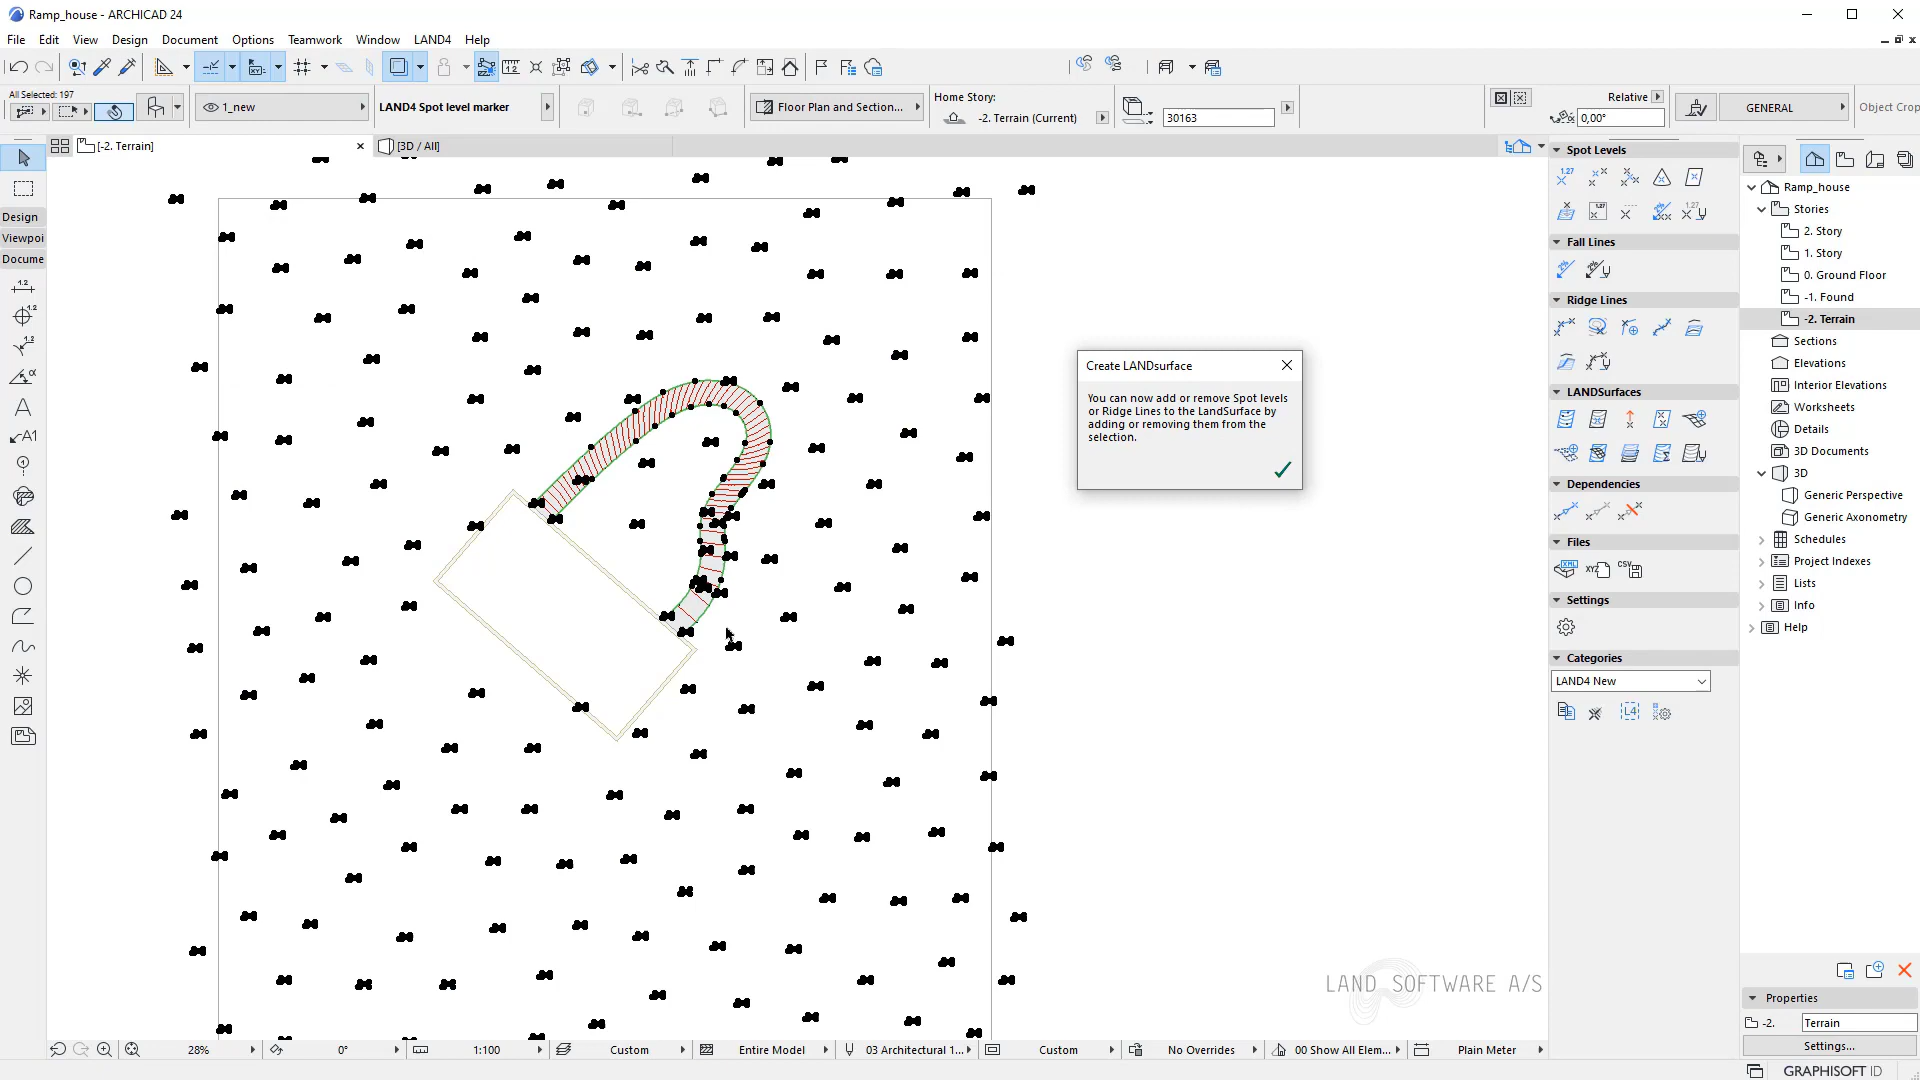 Ramp_house - ARCHICAD 24
File Edit View Design Document Options Teamwork Window LAND4 Help
All Selected: 197
1_new
LAND4 Spot level marker
Floor Plan and Section...
Home Story:
-2. Terrain (Current)
30163
Relative
0,00°
GENERAL
Object Crop
[-2. Terrain]
[3D / All]
Design
Viewpoi
Docume
Create LANDsurface
You can now add or remove Spot levels
or Ridge Lines to the LandSurface by
adding or removing them from the
selection.
Spot Levels
Fall Lines
Ridge Lines
LANDSurfaces
Dependencies
Files
Settings
Categories
LAND4 New
Ramp_house
Stories
2. Story
1. Story
0. Ground Floor
-1. Found
-2. Terrain
Sections
Elevations
Interior Elevations
Worksheets
Details
3D Documents
3D
Generic Perspective
Generic Axonometry
Schedules
Project Indexes
Lists
Info
Help
LAND SOFTWARE A/S
Properties
-2. Terrain
Settings...
28% 0° 1:100 Custom Entire Model 03 Architectural 1... Custom No Overrides 00 Show All Elem... Plain Meter
GRAPHISOFT ID